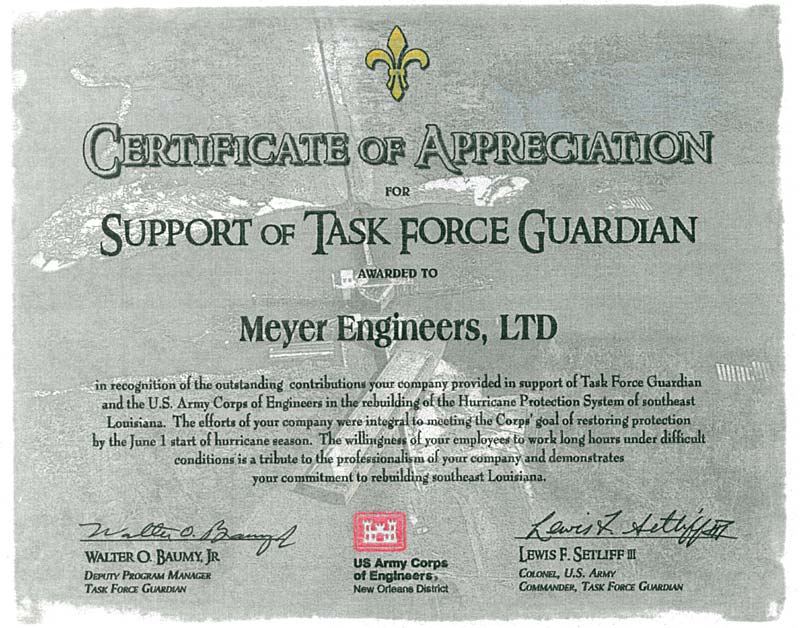 CERTIFICATE OF APPRECIATION
FOR
SUPPORT OF TASK FORCE GUARDIAN
AWARDED TO
Meyer Engineers, LTD
in recognition of the outstanding contributions your company provided in support of Task Force Guardian
and the U.S. Army Corps of Engineers in the rebuilding of the Hurricane Protection System of southeast
Louisiana. The efforts of your company were integral to meeting the Corps' goal of restoring protection
by the June 1 start of hurricane season. The willingness of your employees to work long hours under difficult
conditions is a tribute to the professionalism of your company and demonstrates
your commitment to rebuilding southeast Louisiana.
Walter O. Baumy Jr
WALTER O. BAUMY, JR
DEPUTY PROGRAM MANAGER
TASK FORCE GUARDIAN
US Army Corps
of Engineers®
New Orleans District
Lewis F. Setliff III
LEWIS F. SETLIFF III
COLONEL, U.S. ARMY
COMMANDER, TASK FORCE GUARDIAN